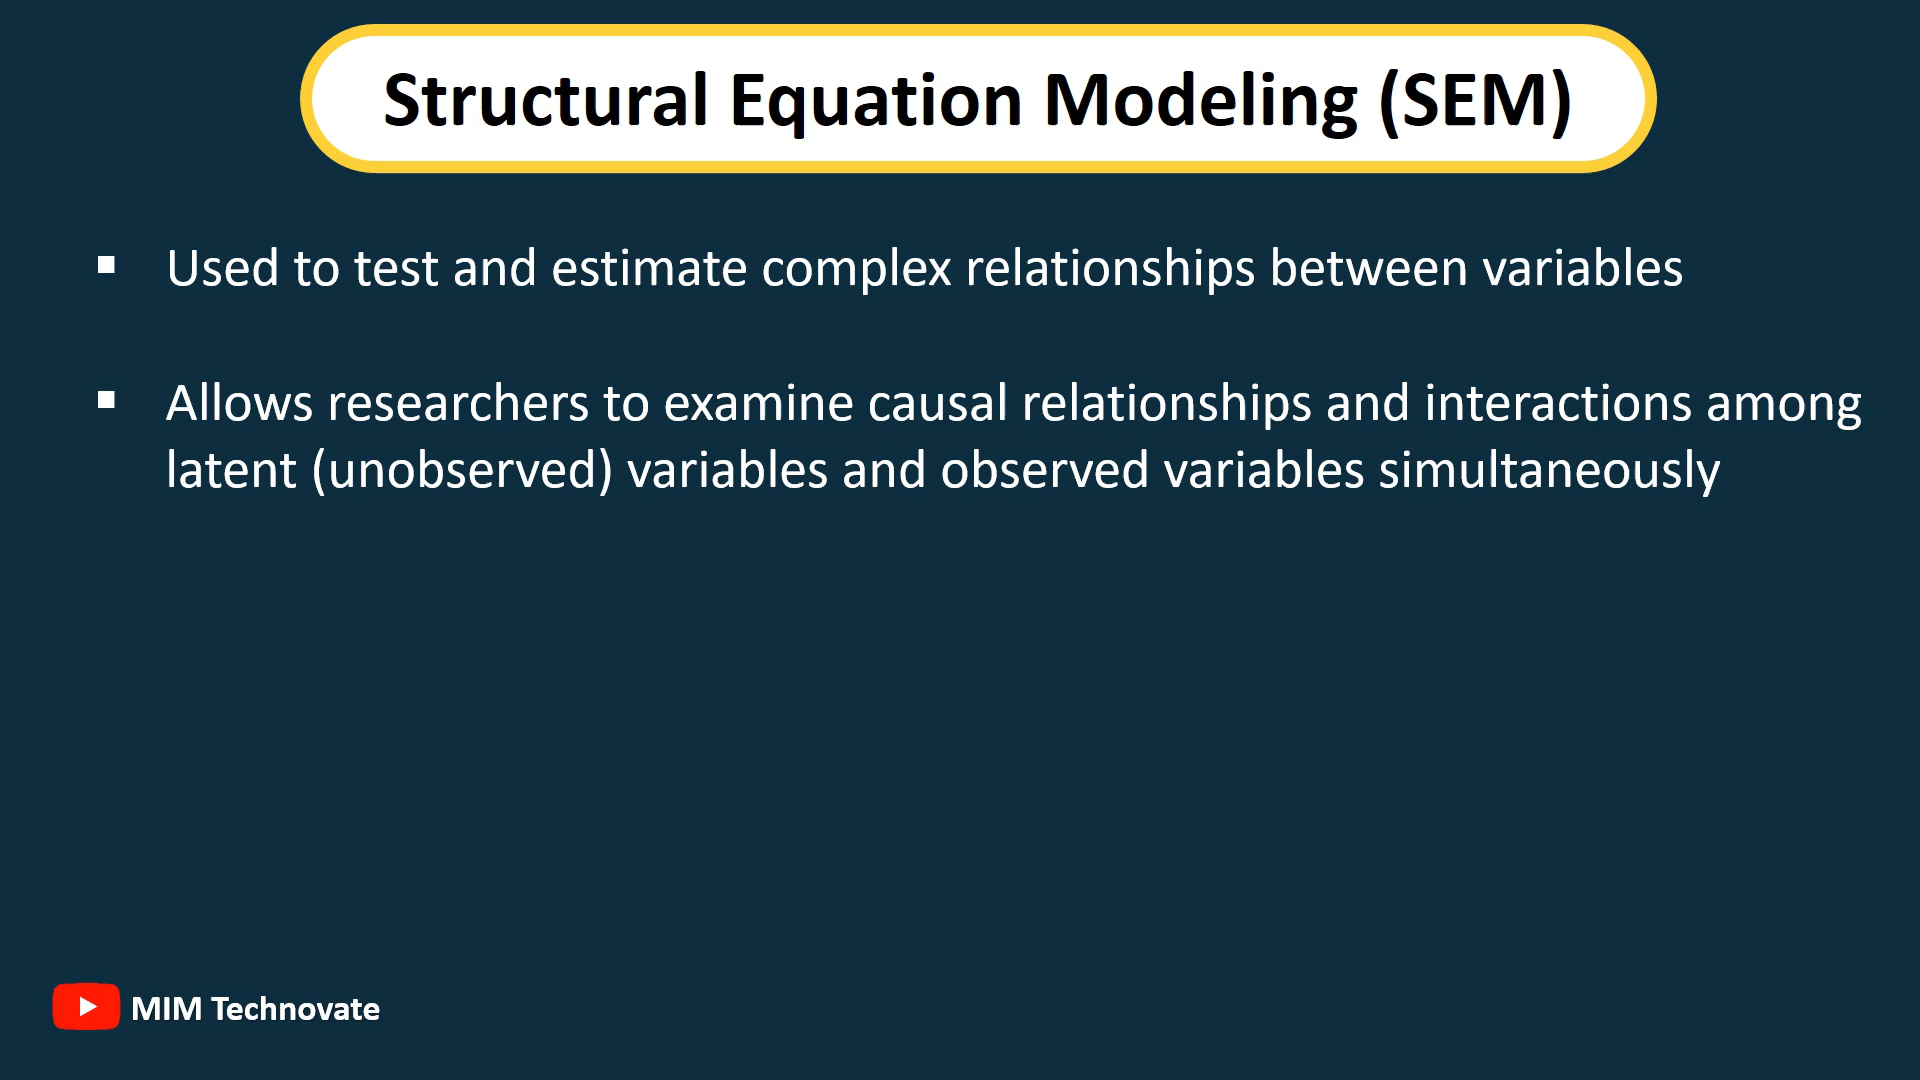 Structural Equation Modeling (SEM)
▪ Used to test and estimate complex relationships between variables
▪ Allows researchers to examine causal relationships and interactions among
latent (unobserved) variables and observed variables simultaneously
MIM Technovate